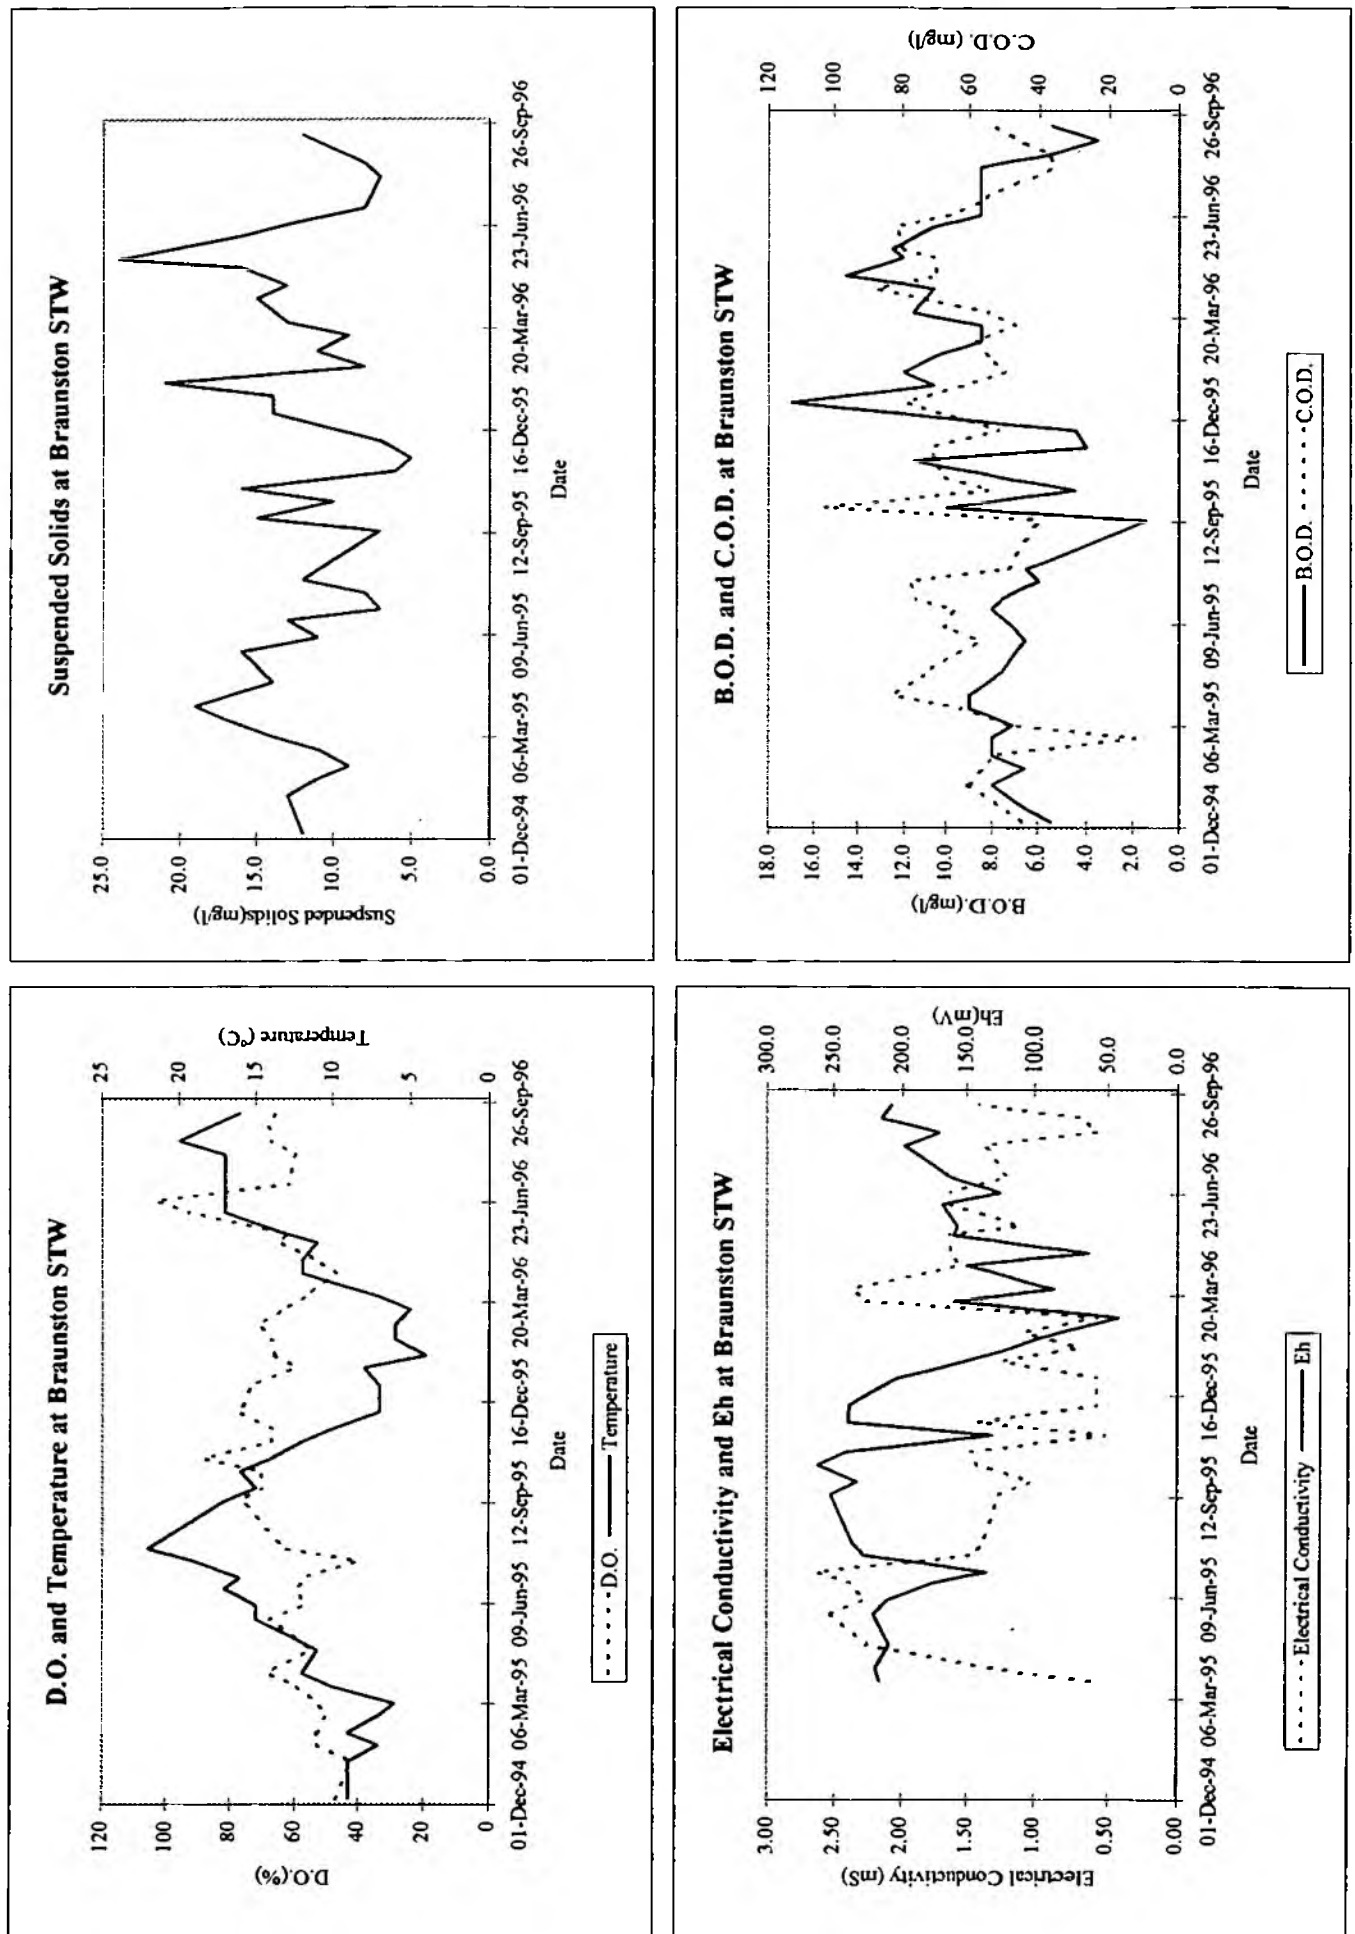 D.O. and Temperature at Braunston STW
120
100
80
60
40
20
0
D.O.(%)
25
20
15
10
5
0
Temperature (°C)
01-Dec-94 06-Mar-95 09-Jun-95 12-Sep-95 16-Dec-95 20-Mar-96 23-Jun-96 26-Sep-96
Date
D.O. Temperature
Suspended Solids at Braunston STW
25.0
20.0
15.0
10.0
5.0
0.0
Suspended Solids(mg/l)
01-Dec-94 06-Mar-95 09-Jun-95 12-Sep-95 16-Dec-95 20-Mar-96 23-Jun-96 26-Sep-96
Date
Electrical Conductivity and Eh at Braunston STW
3.00
2.50
2.00
1.50
1.00
0.50
0.00
Electrical Conductivity (mS)
300.0
250.0
200.0
150.0
100.0
50.0
0.0
Eh(mV)
01-Dec-94 06-Mar-95 09-Jun-95 12-Sep-95 16-Dec-95 20-Mar-96 23-Jun-96 26-Sep-96
Date
Electrical Conductivity Eh
B.O.D. and C.O.D. at Braunston STW
18.0
16.0
14.0
12.0
10.0
8.0
6.0
4.0
2.0
0.0
B.O.D.(mg/l)
120
100
80
60
40
20
0
C.O.D. (mg/l)
01-Dec-94 06-Mar-95 09-Jun-95 12-Sep-95 16-Dec-95 20-Mar-96 23-Jun-96 26-Sep-96
Date
B.O.D. C.O.D.